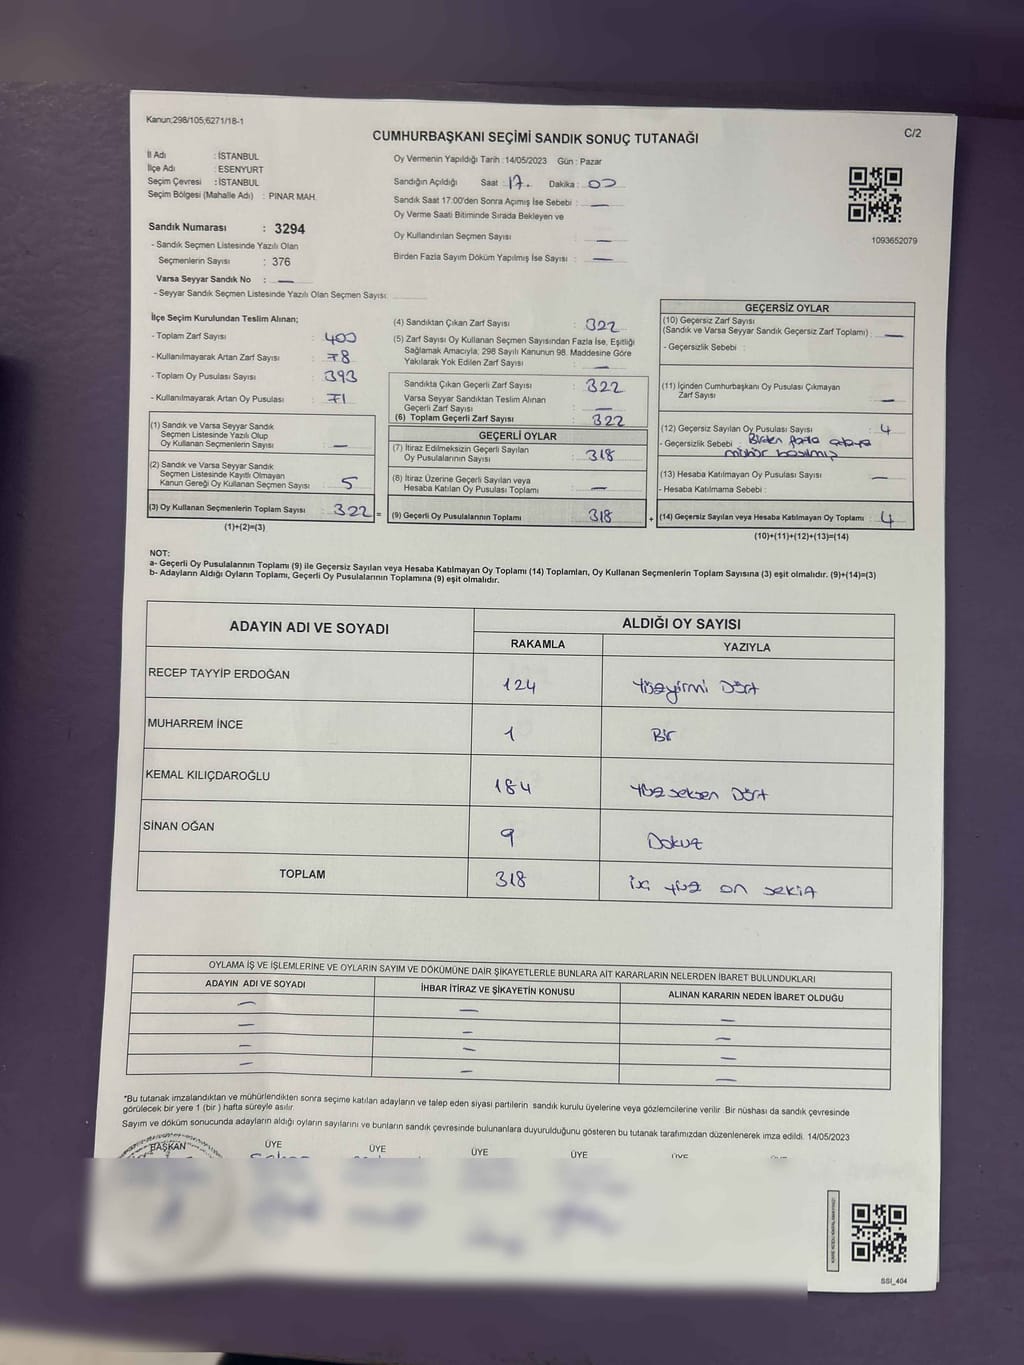 Kanun;298/105,6271/18-1
C/2
CUMHURBAŞKANI SEÇİMİ SANDIK SONUÇ TUTANAĞI
İl Adı : İSTANBUL
İlçe Adı : ESENYURT
Seçim Çevresi : İSTANBUL
Seçim Bölgesi (Mahalle Adı) : PINAR MAH.
Oy Vermenin Yapıldığı Tarih : 14/05/2023 Gün : Pazar
Sandığın Açıldığı Saat : 17. Dakika : 00
Sandık Saat 17:00'den Sonra Açımış İse Sebebi : —
Oy Verme Saati Bitiminde Sırada Bekleyen ve
Oy Kullandırılan Seçmen Sayısı : —
Birden Fazla Sayım Döküm Yapılmış İse Sayısı : —
1093652079
Sandık Numarası : 3294
- Sandık Seçmen Listesinde Yazılı Olan
Seçmenlerin Sayısı : 376
Varsa Seyyar Sandık No : —
- Seyyar Sandık Seçmen Listesinde Yazılı Olan Seçmen Sayısı:
İlçe Seçim Kurulundan Teslim Alınan;
- Toplam Zarf Sayısı : 400
- Kullanılmayarak Artan Zarf Sayısı : 78
- Toplam Oy Pusulası Sayısı : 393
- Kullanılmayarak Artan Oy Pusulası : 71
(1) Sandık ve Varsa Seyyar Sandık
Seçmen Listesinde Yazılı Olup
Oy Kullanan Seçmenlerin Sayısı : —
(2) Sandık ve Varsa Seyyar Sandık
Seçmen Listesinde Kayıtlı Olmayan
Kanun Gereği Oy Kullanan Seçmen Sayısı : 5
(3) Oy Kullanan Seçmenlerin Toplam Sayısı : 322 =
(1)+(2)=(3)
(4) Sandıktan Çıkan Zarf Sayısı : 322
(5) Zarf Sayısı Oy Kullanan Seçmen Sayısından Fazla İse, Eşitliği
Sağlamak Amacıyla, 298 Sayılı Kanunun 98. Maddesine Göre
Yakılarak Yok Edilen Zarf Sayısı : —
Sandıkta Çıkan Geçerli Zarf Sayısı : 322
Varsa Seyyar Sandıktan Teslim Alınan
Geçerli Zarf Sayısı : —
(6) Toplam Geçerli Zarf Sayısı : 322
GEÇERLİ OYLAR
(7) İtiraz Edilmeksizin Geçerli Sayılan
Oy Pusulalarının Sayısı : 318
(8) İtiraz Üzerine Geçerli Sayılan veya
Hesaba Katılan Oy Pusulası Toplamı : —
(9) Geçerli Oy Pusulalarının Toplamı : 318 +
GEÇERSİZ OYLAR
(10) Geçersiz Zarf Sayısı
(Sandık ve Varsa Seyyar Sandık Geçersiz Zarf Toplamı) : —
- Geçersizlik Sebebi :
(11) İçinden Cumhurbaşkanı Oy Pusulası Çıkmayan
Zarf Sayısı : —
(12) Geçersiz Sayılan Oy Pusulası Sayısı : 4
- Geçersizlik Sebebi : Birden fazla adaya
mühür basılmış
(13) Hesaba Katılmayan Oy Pusulası Sayısı : —
- Hesaba Katılmama Sebebi :
(14) Geçersiz Sayılan veya Hesaba Katılmayan Oy Toplamı : 4
(10)+(11)+(12)+(13)=(14)
NOT:
a- Geçerli Oy Pusulalarının Toplamı (9) ile Geçersiz Sayılan veya Hesaba Katılmayan Oy Toplamı (14) Toplamları, Oy Kullanan Seçmenlerin Toplam Sayısına (3) eşit olmalıdır. (9)+(14)=(3)
b- Adayların Aldığı Oyların Toplamı, Geçerli Oy Pusulalarının Toplamına (9) eşit olmalıdır.
ADAYIN ADI VE SOYADI ALDIĞI OY SAYISI
RAKAMLA YAZIYLA
RECEP TAYYİP ERDOĞAN 124 Yüzyirmi Dört
MUHARREM İNCE 1 Bir
KEMAL KILIÇDAROĞLU 184 Yüz seksen Dört
SİNAN OĞAN 9 Dokuz
TOPLAM 318 yüz on sekiz
OYLAMA İŞ VE İŞLEMLERİNE VE OYLARIN SAYIM VE DÖKÜMÜNE DAİR ŞİKAYETLERLE BUNLARA AİT KARARLARIN NELERDEN İBARET BULUNDUKLARI
ADAYIN ADI VE SOYADI İHBAR İTİRAZ VE ŞİKAYETİN KONUSU ALINAN KARARIN NEDEN İBARET OLDUĞU
— — —
— — —
— — —
— — —
*Bu tutanak imzalandıktan ve mühürlendikten sonra seçime katılan adayların ve talep eden siyasi partilerin sandık kurulu üyelerine veya gözlemcilerine verilir. Bir nüshası da sandık çevresinde
görülecek bir yere 1 (bir ) hafta süreyle asılır.
Sayım ve döküm sonucunda adayların aldığı oyların sayılarını ve bunların sandık çevresinde bulunanlara duyurulduğunu gösteren bu tutanak tarafımızdan düzenlenerek imza edildi. 14/05/2023
BAŞKAN ÜYE ÜYE ÜYE ÜYE ÜYE
SSİ_404